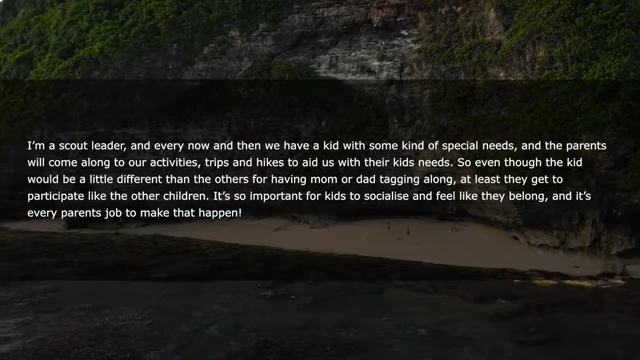 I’m a scout leader, and every now and then we have a kid with some kind of special needs, and the parents
will come along to our activities, trips and hikes to aid us with their kids needs. So even though the kid
would be a little different than the others for having mom or dad tagging along, at least they get to
participate like the other children. It’s so important for kids to socialise and feel like they belong, and it’s
every parents job to make that happen!